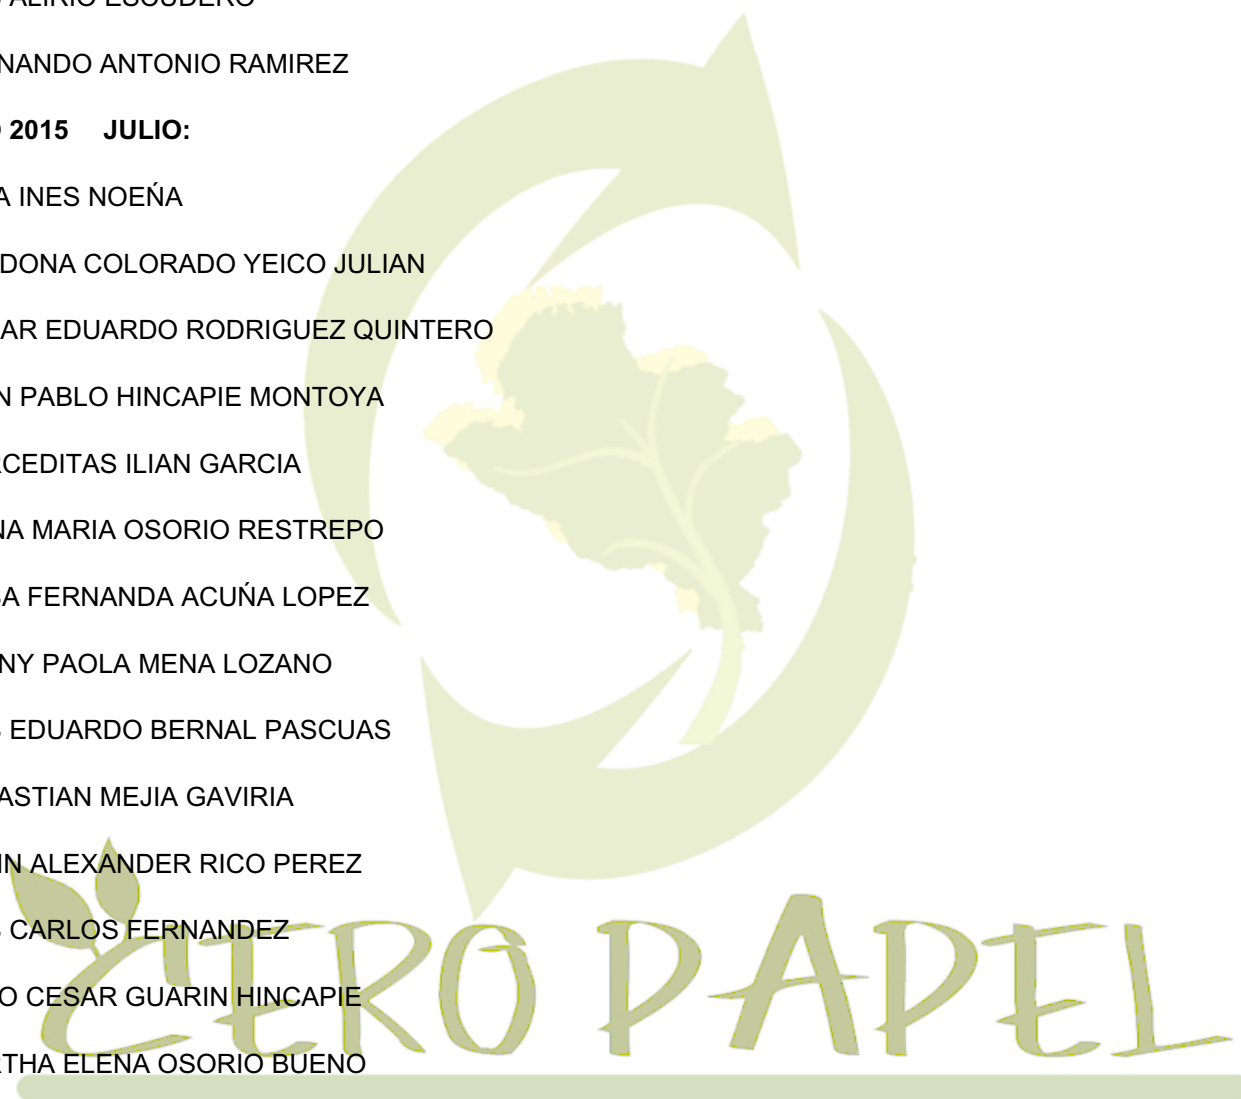 ALIRIO ESCUDERO
NANDO ANTONIO RAMIREZ
2015 JULIO:
A INES NOEŃA
DONA COLORADO YEICO JULIAN
AR EDUARDO RODRIGUEZ QUINTERO
N PABLO HINCAPIE MONTOYA
CEDITAS ILIAN GARCIA
NA MARIA OSORIO RESTREPO
A FERNANDA ACUŃA LOPEZ
NY PAOLA MENA LOZANO
EDUARDO BERNAL PASCUAS
ASTIAN MEJIA GAVIRIA
IN ALEXANDER RICO PEREZ
CARLOS FERNANDEZ
O CESAR GUARIN HINCAPIE
THA ELENA OSORIO BUENO
CERO PAPEL